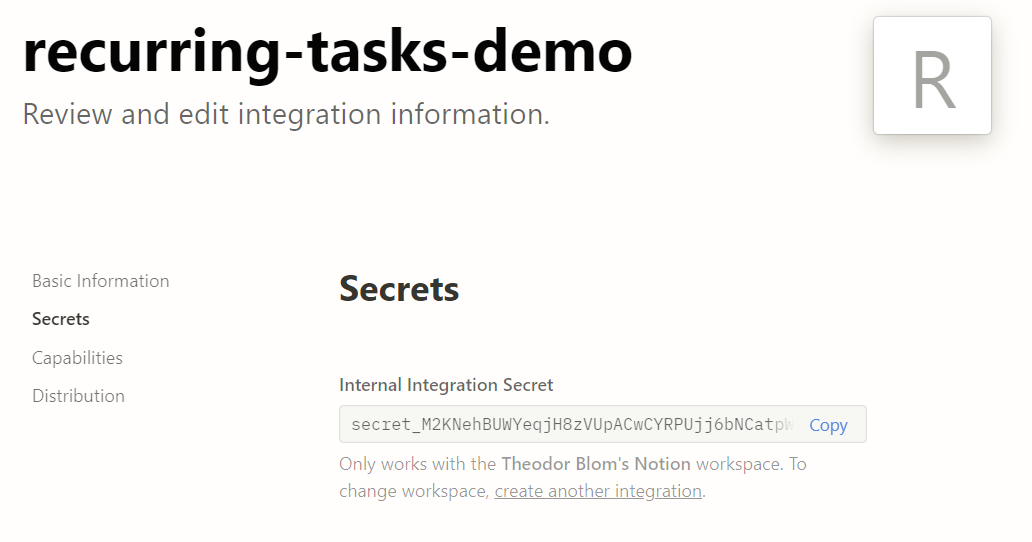 recurring-tasks-demo
R
Review and edit integration information.
Basic Information
Secrets
Capabilities
Distribution
Secrets
Internal Integration Secret
secret_M2KNehBUWYeqjH8zVUpACwCYRPUjj6bNCatpW Copy
Only works with the Theodor Blom's Notion workspace. To
change workspace, create another integration.